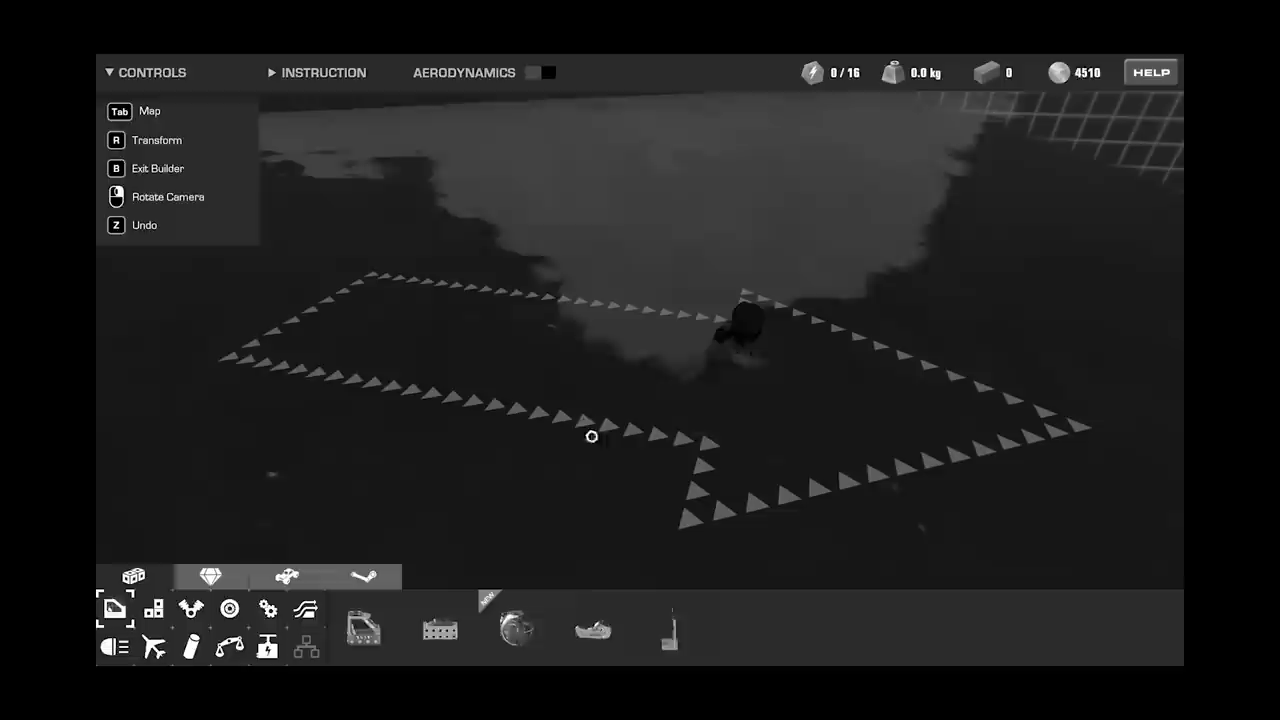 CONTROLS INSTRUCTION AERODYNAMICS 0 / 16 0.0 kg 0 4510 HELP
Tab Map
R Transform
B Exit Builder
Rotate Camera
Z Undo
NEW